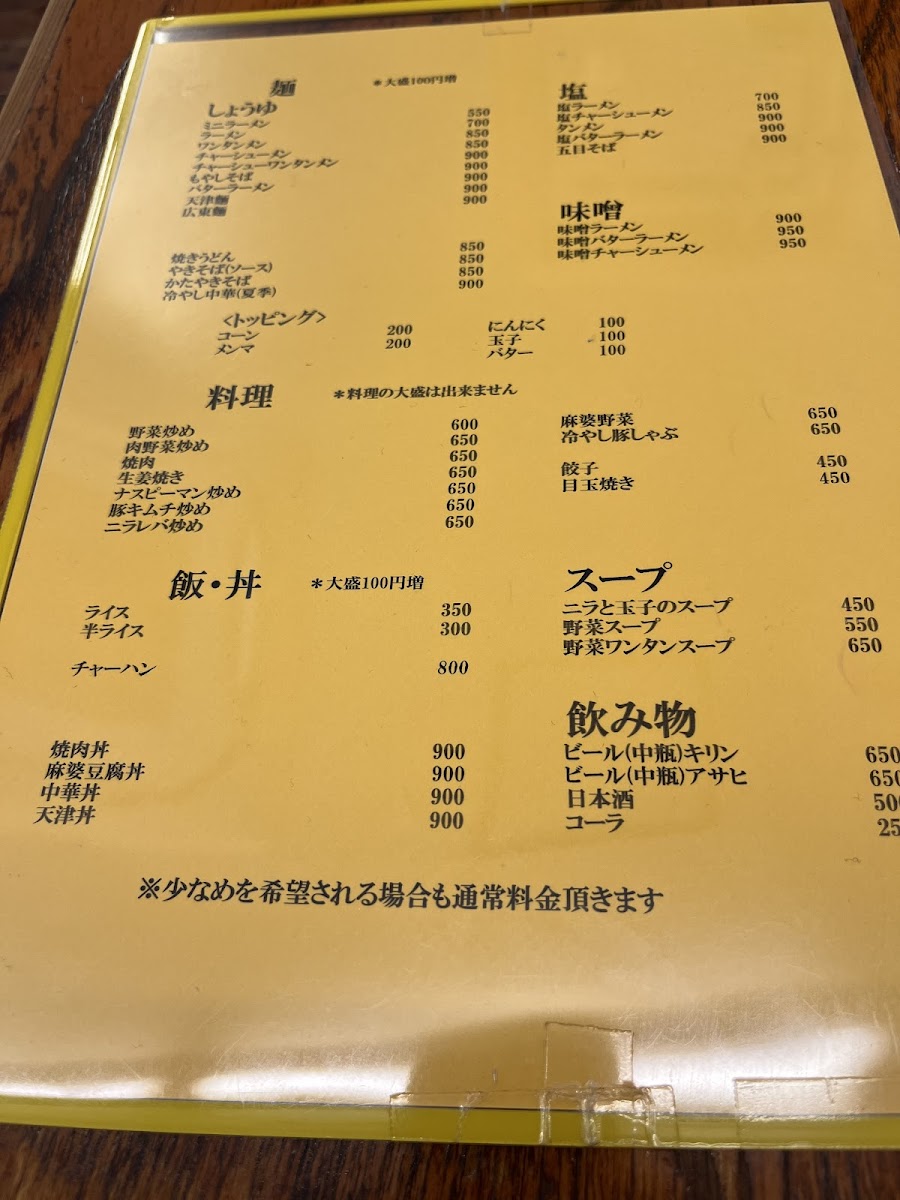 麺 ＊大盛100円増
しょうゆ
ミニラーメン 550
ラーメン 700
ワンタンメン 850
チャーシューメン 850
チャーシューワンタンメン 900
もやしそば 900
バターラーメン 900
天津麺 900
広東麺 900
焼きうどん 850
やきそば(ソース) 850
かたやきそば 850
冷やし中華(夏季) 900
塩
塩ラーメン 700
塩チャーシューメン 850
タンメン 900
塩バターラーメン 900
五目そば 900
味噌
味噌ラーメン 900
味噌バターラーメン 950
味噌チャーシューメン 950
＜トッピング＞
コーン 200
メンマ 200
にんにく 100
玉子 100
バター 100
料理 ＊料理の大盛は出来ません
野菜炒め 600
肉野菜炒め 650
焼肉 650
生姜焼き 650
ナスピーマン炒め 650
豚キムチ炒め 650
ニラレバ炒め 650
麻婆野菜 650
冷やし豚しゃぶ 650
餃子 450
目玉焼き 450
飯・丼 ＊大盛100円増
ライス 350
半ライス 300
チャーハン 800
焼肉丼 900
麻婆豆腐丼 900
中華丼 900
天津丼 900
スープ
ニラと玉子のスープ 450
野菜スープ 550
野菜ワンタンスープ 650
飲み物
ビール(中瓶)キリン 650
ビール(中瓶)アサヒ 650
日本酒 500
コーラ 25
※少なめを希望される場合も通常料金頂きます